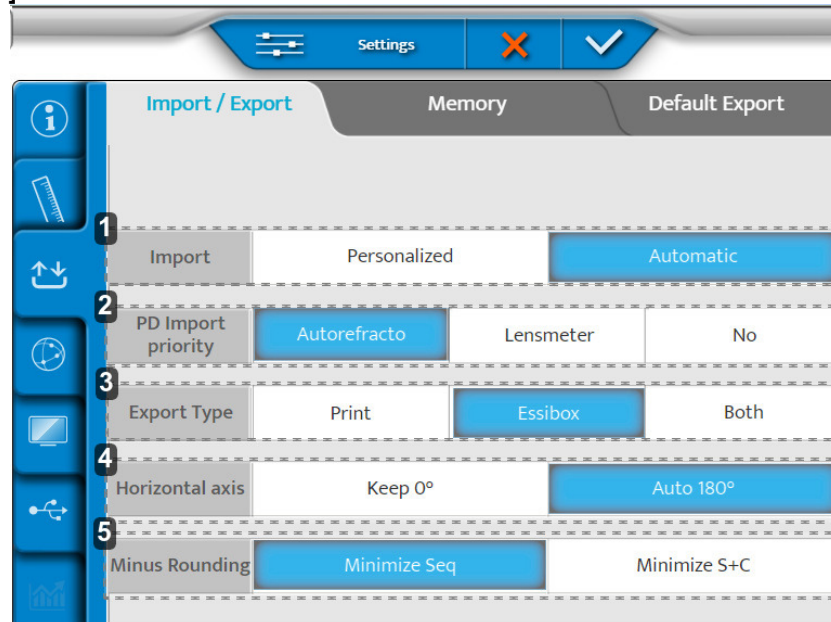 Settings
Import / Export Memory Default Export
1
Import Personalized Automatic
2
PD Import
priority Autorefracto Lensmeter No
3
Export Type Print Essibox Both
4
Horizontal axis Keep 0° Auto 180°
5
Minus Rounding Minimize Seq Minimize S+C